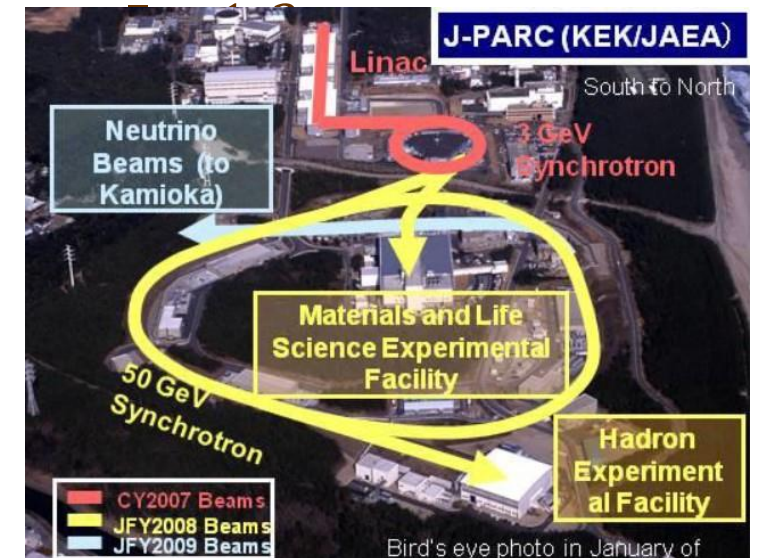 J-PARC (KEK/JAEA)
Linac
South to North
Neutrino
Beams (to
Kamioka)
3 GeV
Synchrotron
Materials and Life
Science Experimental
Facility
50 GeV
Synchrotron
Hadron
Experiment
al Facility
CY2007 Beams
JFY2008 Beams
JFY2009 Beams
Bird's eye photo in January of